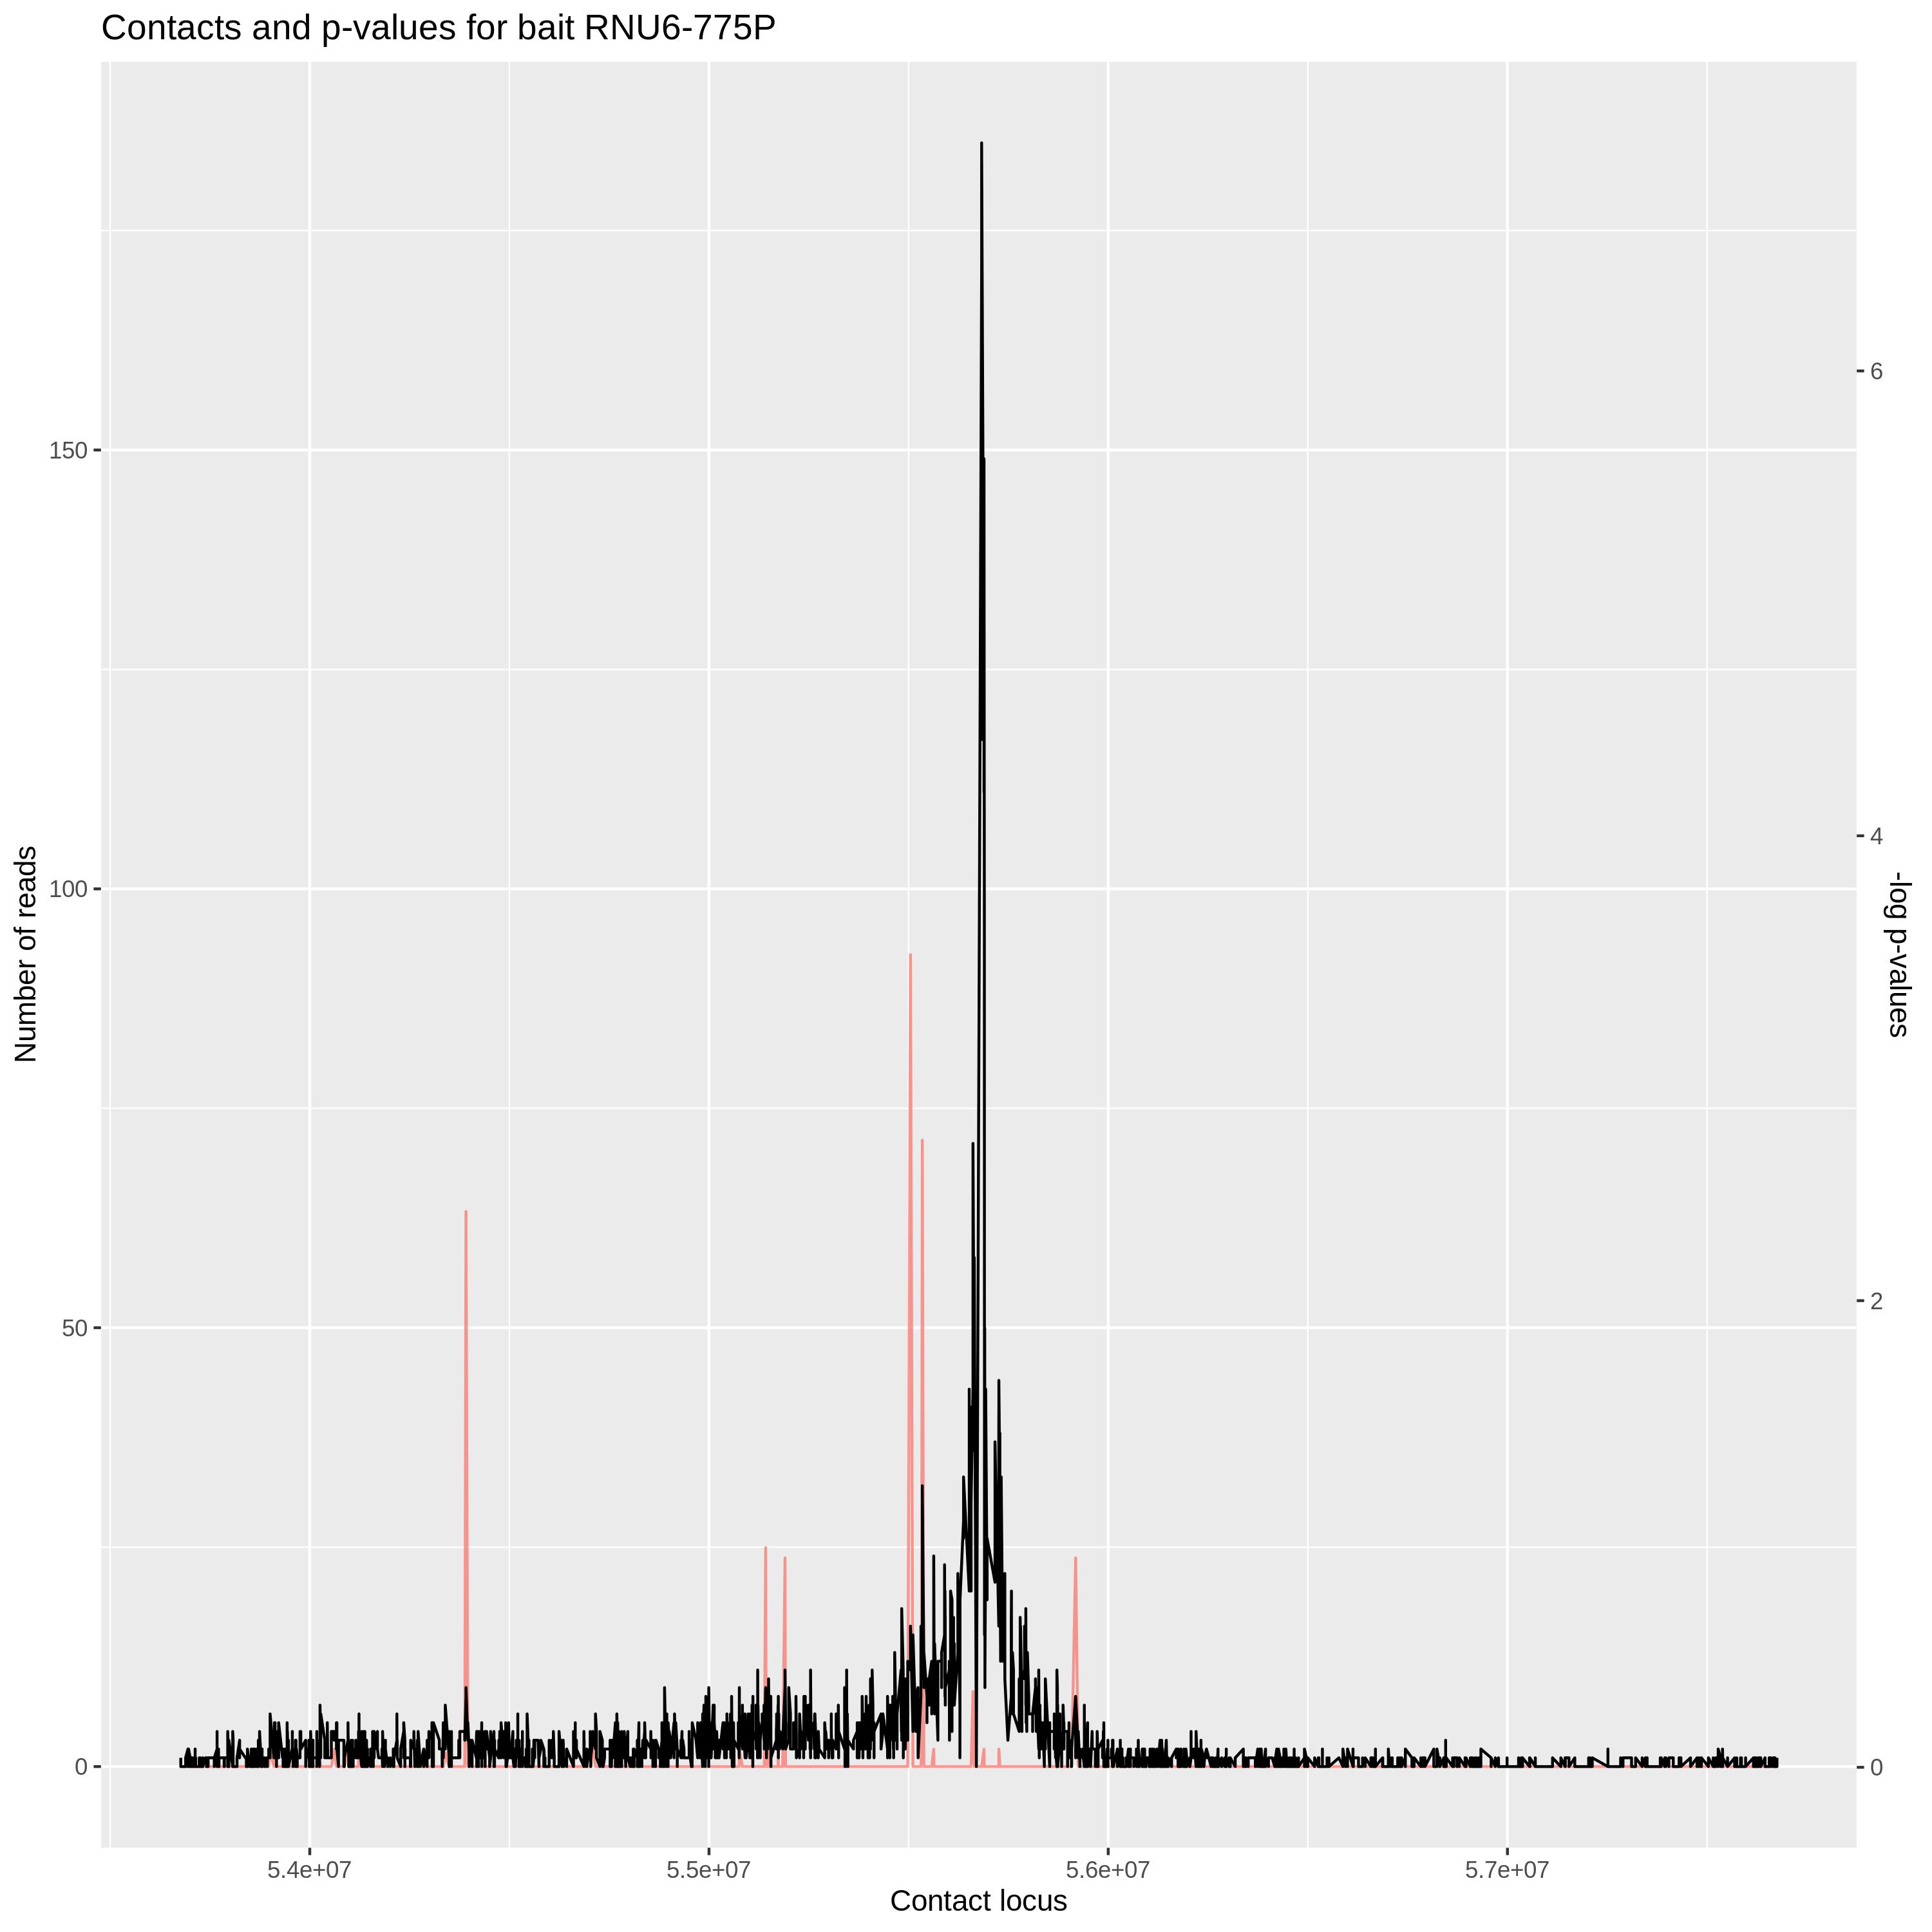 Contacts and p-values for bait RNU6-775P
Number of reads
150
100
50
0
6
4
2
0
-log p-values
5.4e+07
5.5e+07
5.6e+07
5.7e+07
Contact locus